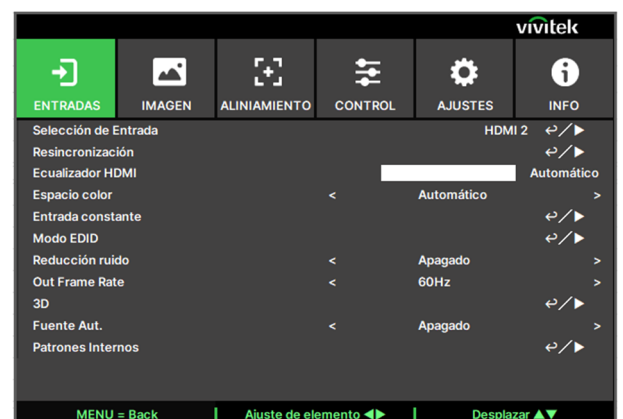 vivitek
ENTRADAS IMAGEN ALINIAMIENTO CONTROL AJUSTES INFO
Selección de Entrada HDMI 2
Resincronización
Ecualizador HDMI Automático
Espacio color < Automático >
Entrada constante
Modo EDID
Reducción ruido < Apagado >
Out Frame Rate < 60Hz >
3D
Fuente Aut. < Apagado >
Patrones Internos
MENU = Back Ajuste de elemento ◀▶ Desplazar ▲▼